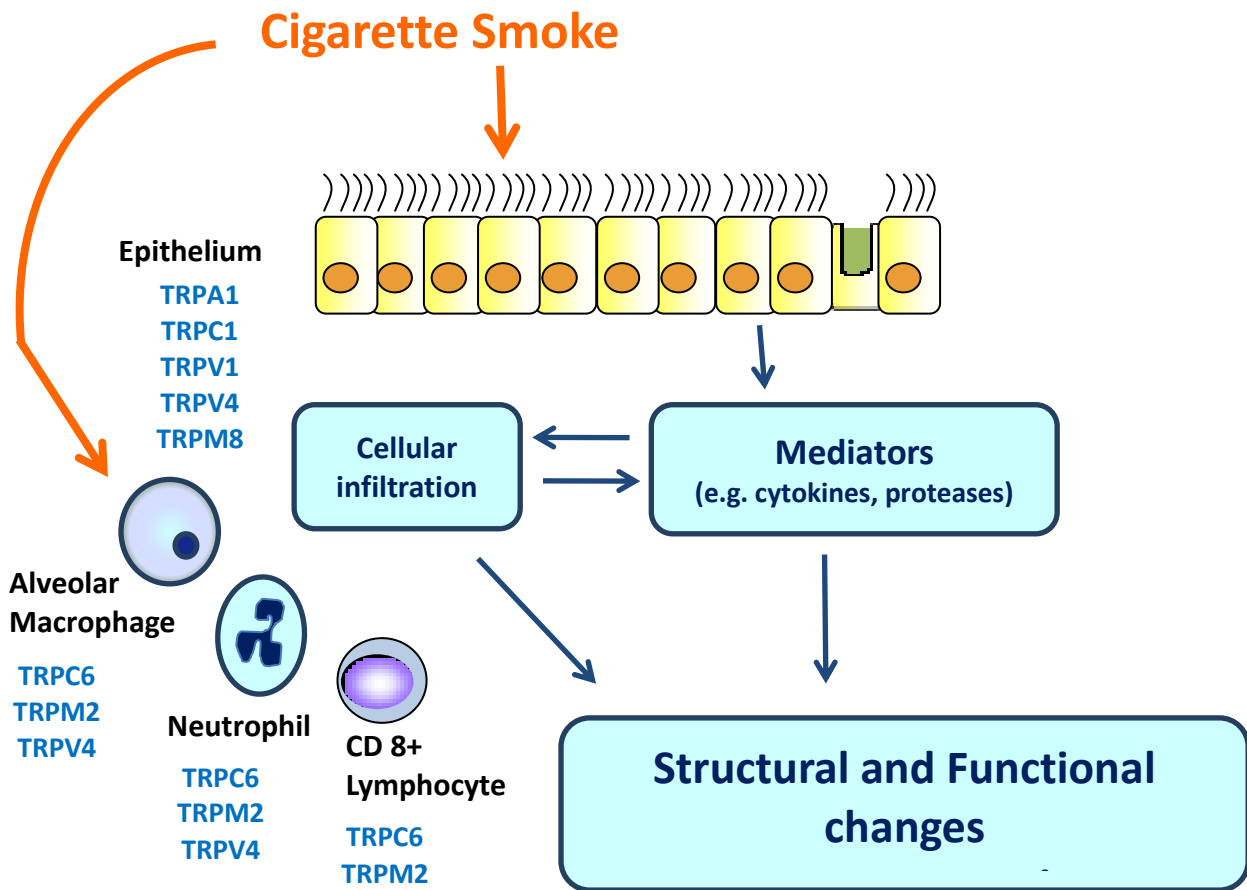 Cigarette Smoke
Epithelium
TRPA1
TRPC1
TRPV1
TRPV4
TRPM8
Cellular
infiltration
Mediators
(e.g. cytokines, proteases)
Alveolar
Macrophage
TRPC6
TRPM2
TRPV4
Neutrophil
TRPC6
TRPM2
TRPV4
CD 8+
Lymphocyte
TRPC6
TRPM2
Structural and Functional
changes